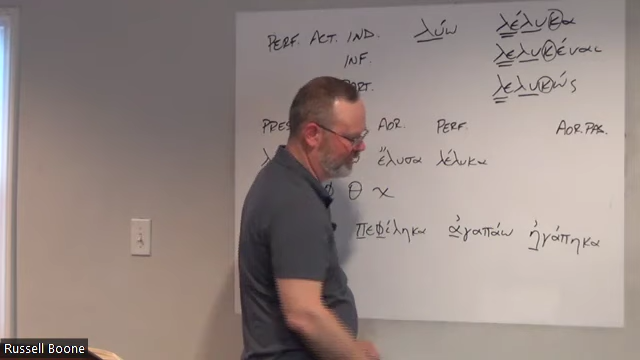 PERF. ACT. IND. λύω λέλυκα
INF. λελυκέναι
PART. λελυκώς
PRES AOR. PERF. AOR. PAS.
ἔλυσα λέλυκα
θ χ
πεφίληκα ἀγαπάω ἠγάπηκα
Russell Boone